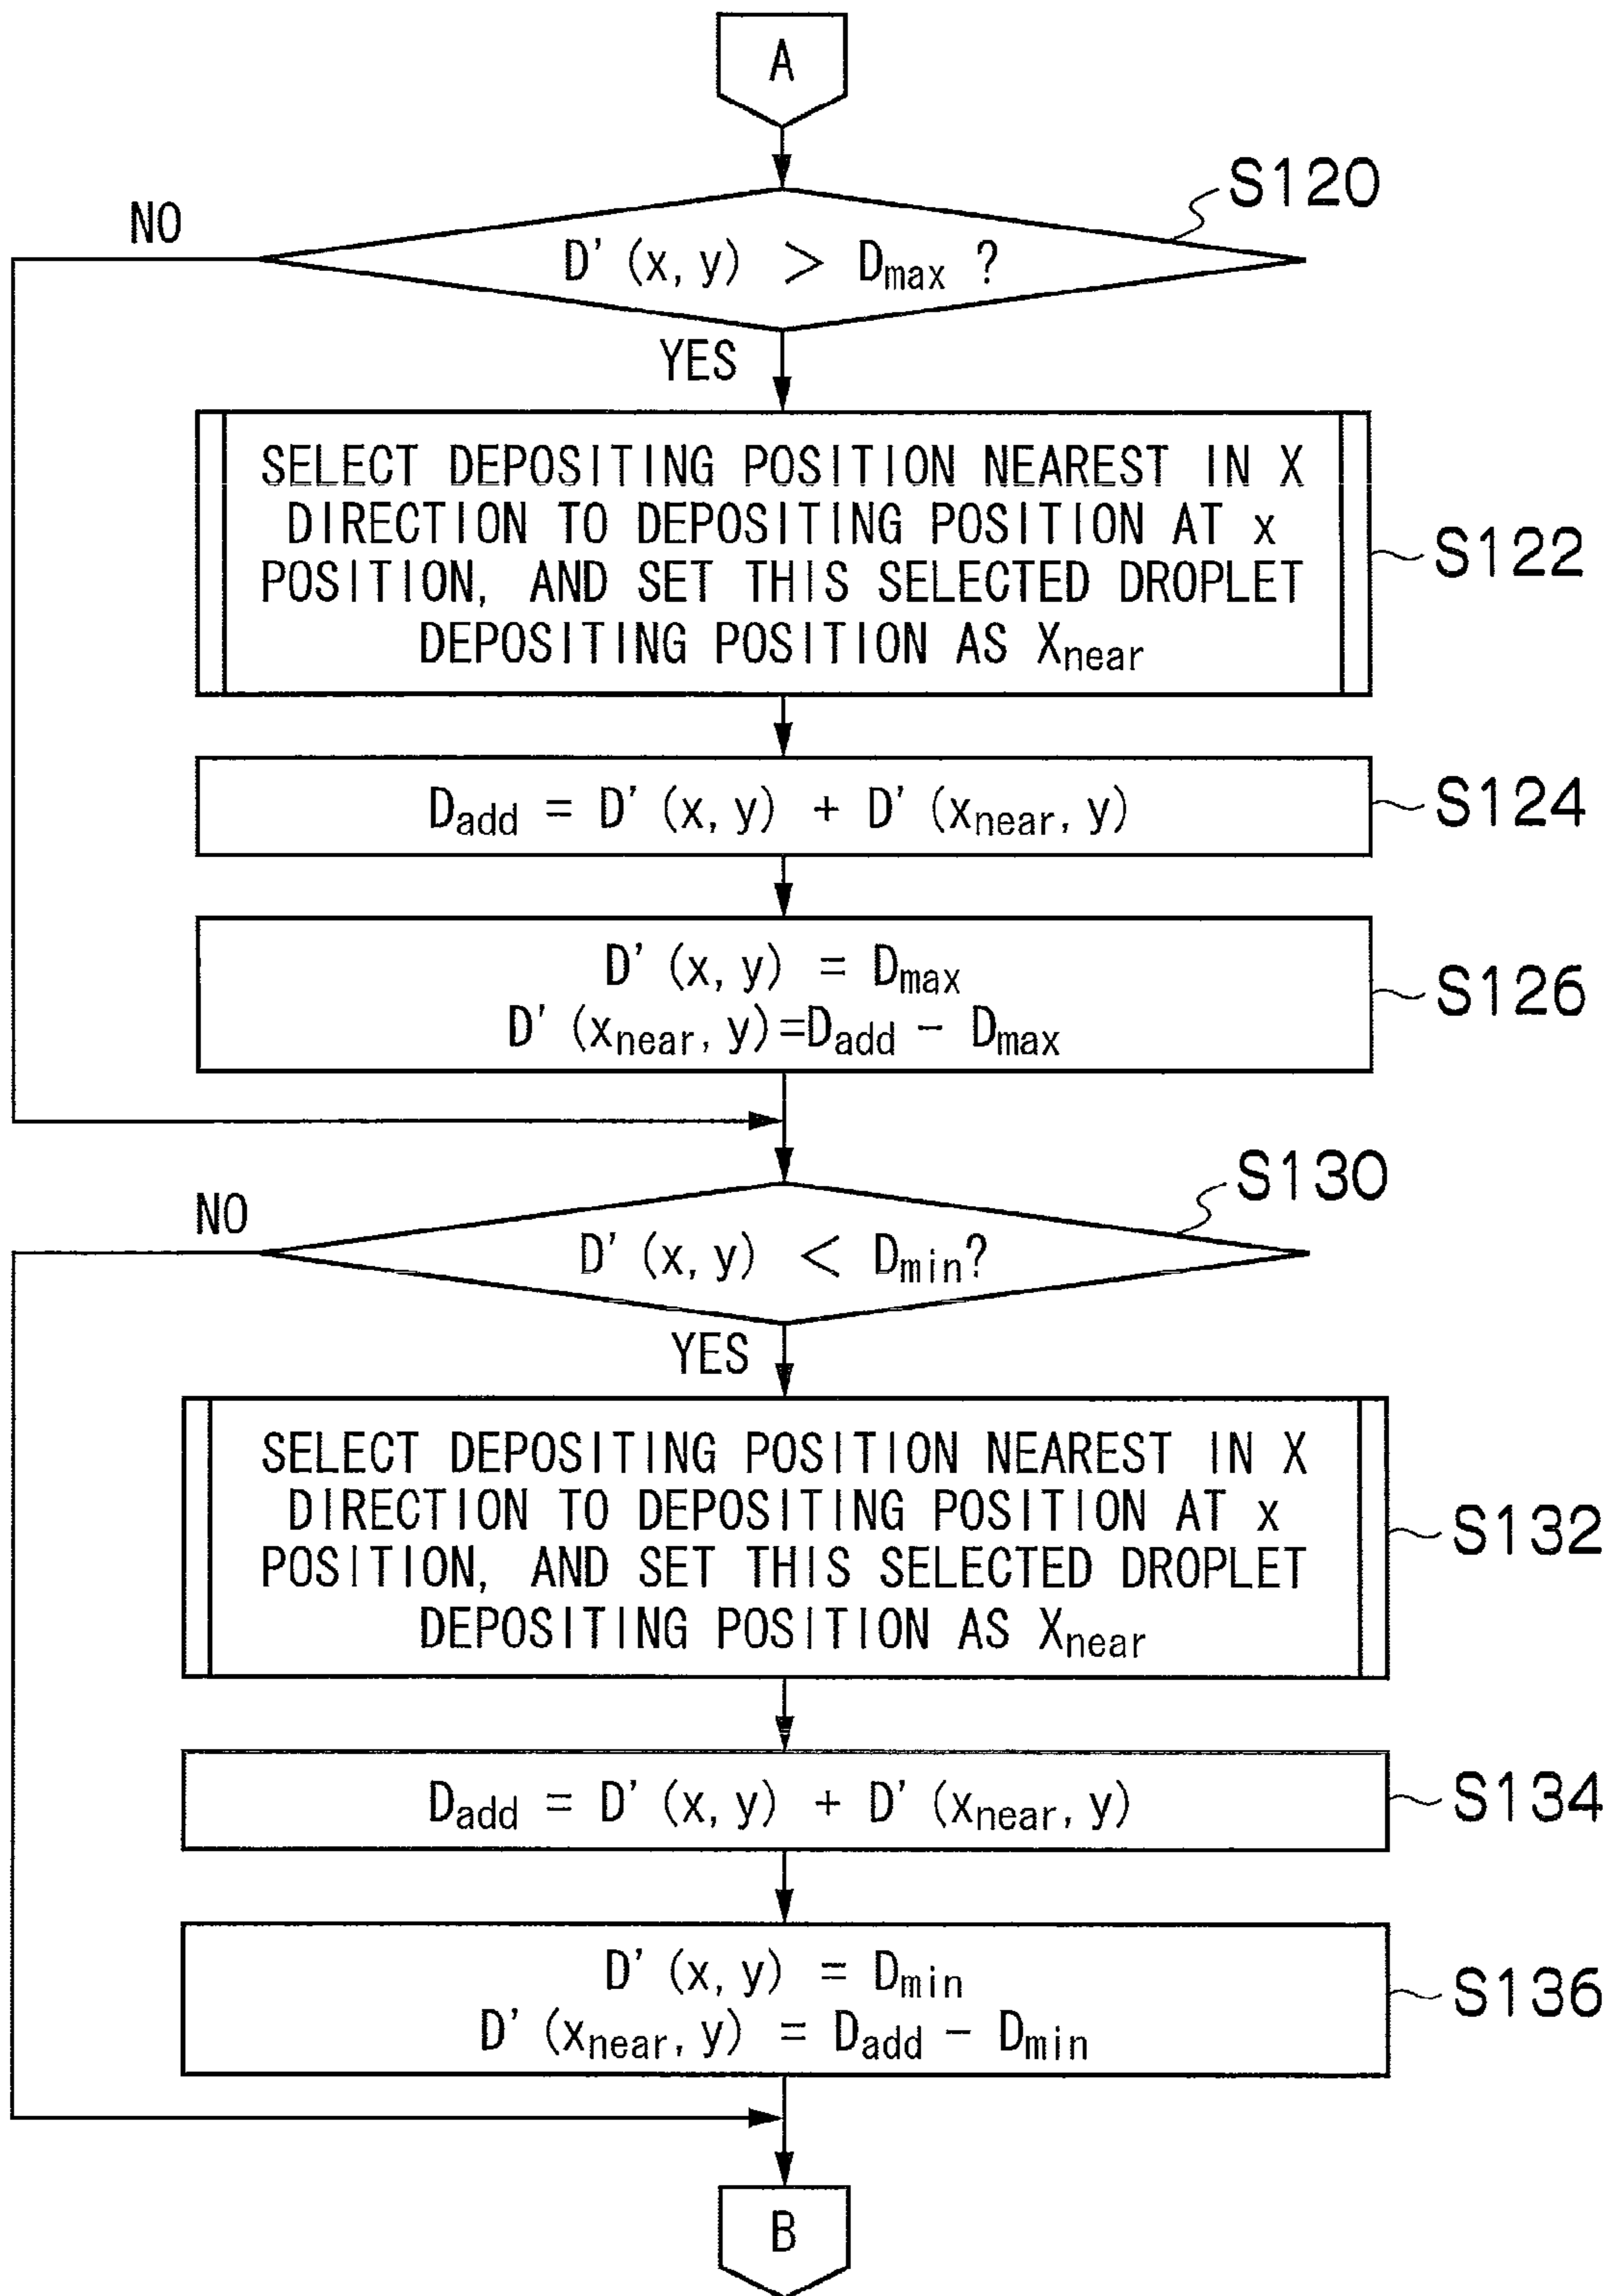 A
S120
NO
D' (x, y) > Dmax ?
YES
SELECT DEPOSITING POSITION NEAREST IN X
DIRECTION TO DEPOSITING POSITION AT x
POSITION, AND SET THIS SELECTED DROPLET
DEPOSITING POSITION AS Xnear
S122
Dadd = D' (x, y) + D' (xnear, y)
S124
D' (x, y) = Dmax
D' (xnear, y)=Dadd - Dmax
S126
S130
NO
D' (x, y) < Dmin?
YES
SELECT DEPOSITING POSITION NEAREST IN X
DIRECTION TO DEPOSITING POSITION AT x
POSITION, AND SET THIS SELECTED DROPLET
DEPOSITING POSITION AS Xnear
S132
Dadd = D' (x, y) + D' (xnear, y)
S134
D' (x, y) = Dmin
D' (xnear, y) = Dadd - Dmin
S136
B